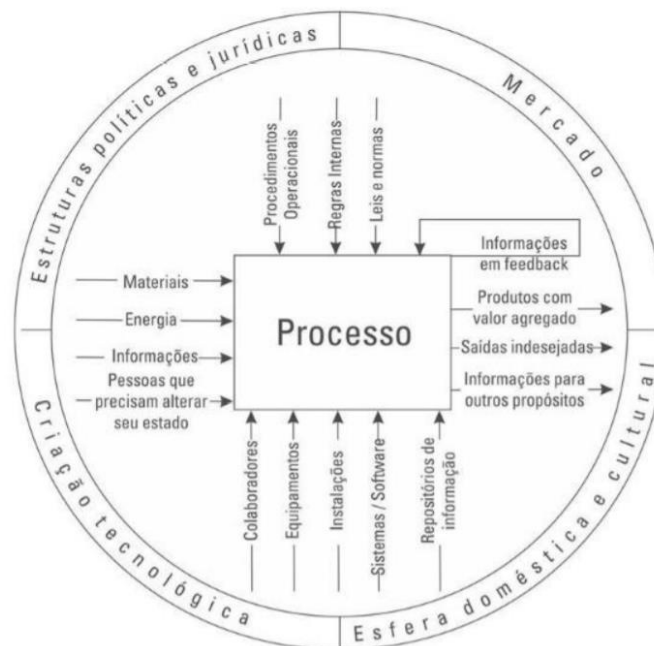 Estruturas políticas e jurídicas
Mercado
Procedimentos
Operacionais
Regras Internas
Leis e normas
Informações
em feedback
Materiais
Energia
Informações
Pessoas que
precisam alterar
seu estado
Processo
Produtos com
valor agregado
Saídas indesejadas
Informações para
outros propósitos
Colaboradores
Equipamentos
Instalações
Sistemas / Software
Repositórios de
informação
Criação tecnológica
Esfera doméstica e cultural